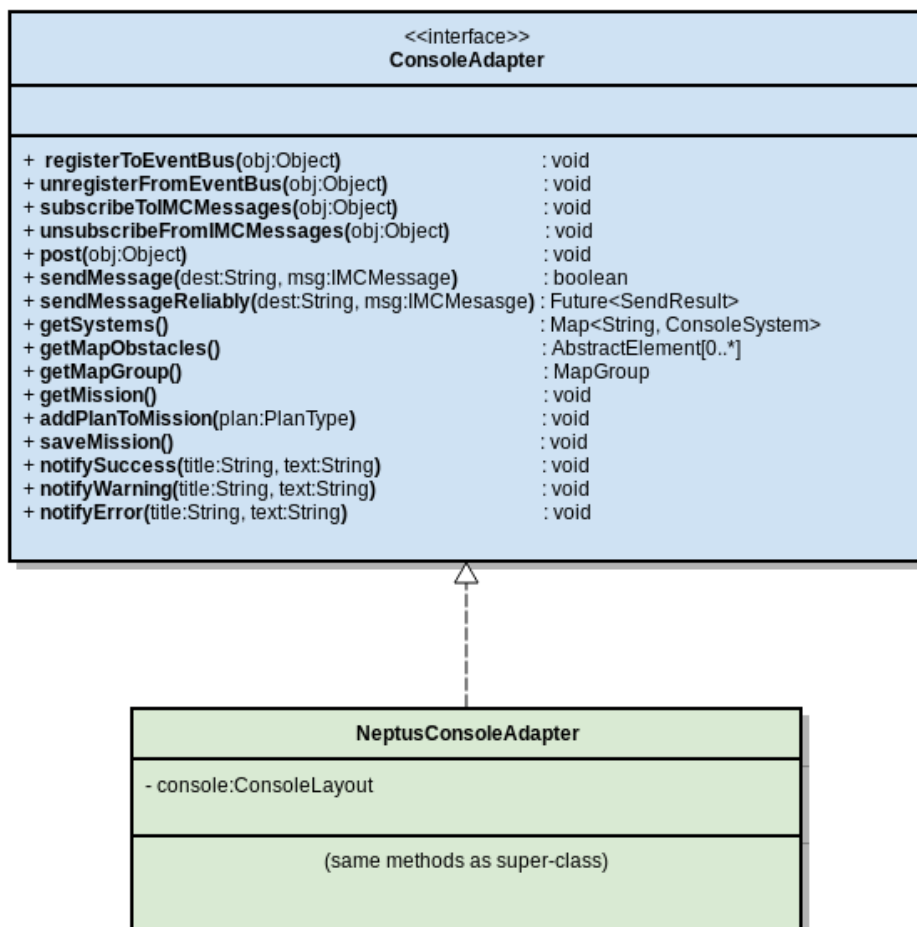 <<interface>>
ConsoleAdapter
+ registerToEventBus(obj:Object) : void
+ unregisterFromEventBus(obj:Object) : void
+ subscribeToIMCMessages(obj:Object) : void
+ unsubscribeFromIMCMessages(obj:Object) : void
+ post(obj:Object) : void
+ sendMessage(dest:String, msg:IMCMessage) : boolean
+ sendMessageReliably(dest:String, msg:IMCMesasge) : Future<SendResult>
+ getSystems() : Map<String, ConsoleSystem>
+ getMapObstacles() : AbstractElement[0..*]
+ getMapGroup() : MapGroup
+ getMission() : void
+ addPlanToMission(plan:PlanType) : void
+ saveMission() : void
+ notifySuccess(title:String, text:String) : void
+ notifyWarning(title:String, text:String) : void
+ notifyError(title:String, text:String) : void
NeptusConsoleAdapter
- console:ConsoleLayout
(same methods as super-class)